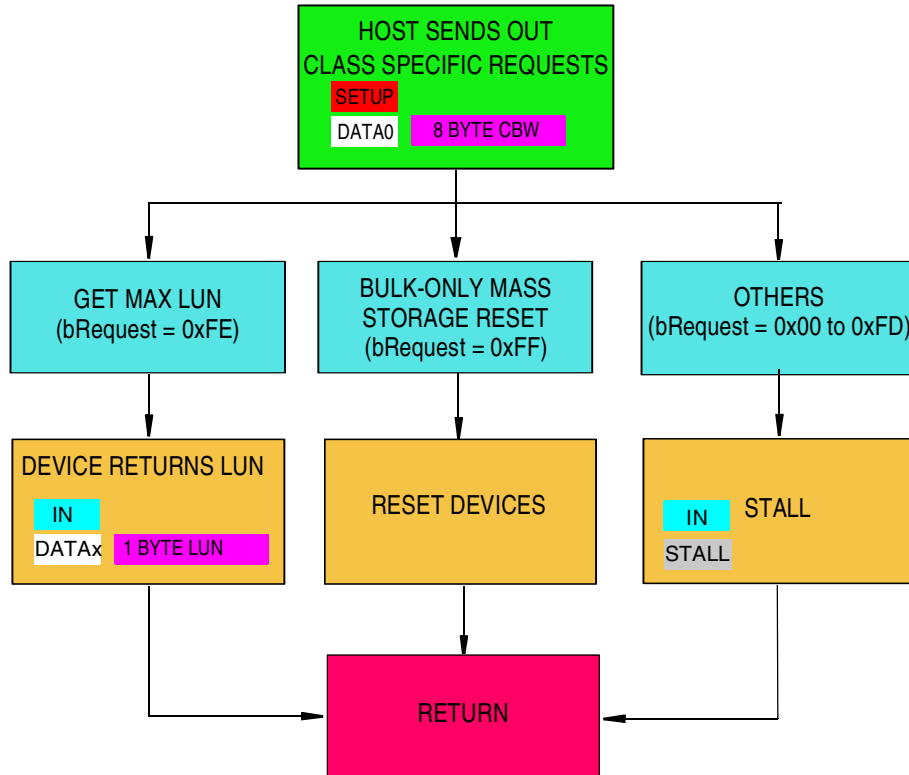 HOST SENDS OUT
CLASS SPECIFIC REQUESTS
SETUP
DATA0 8 BYTE CBW
GET MAX LUN
(bRequest = 0xFE)
BULK-ONLY MASS
STORAGE RESET
(bRequest = 0xFF)
OTHERS
(bRequest = 0x00 to 0xFD)
DEVICE RETURNS LUN
IN
DATAx 1 BYTE LUN
RESET DEVICES
IN STALL
STALL
RETURN